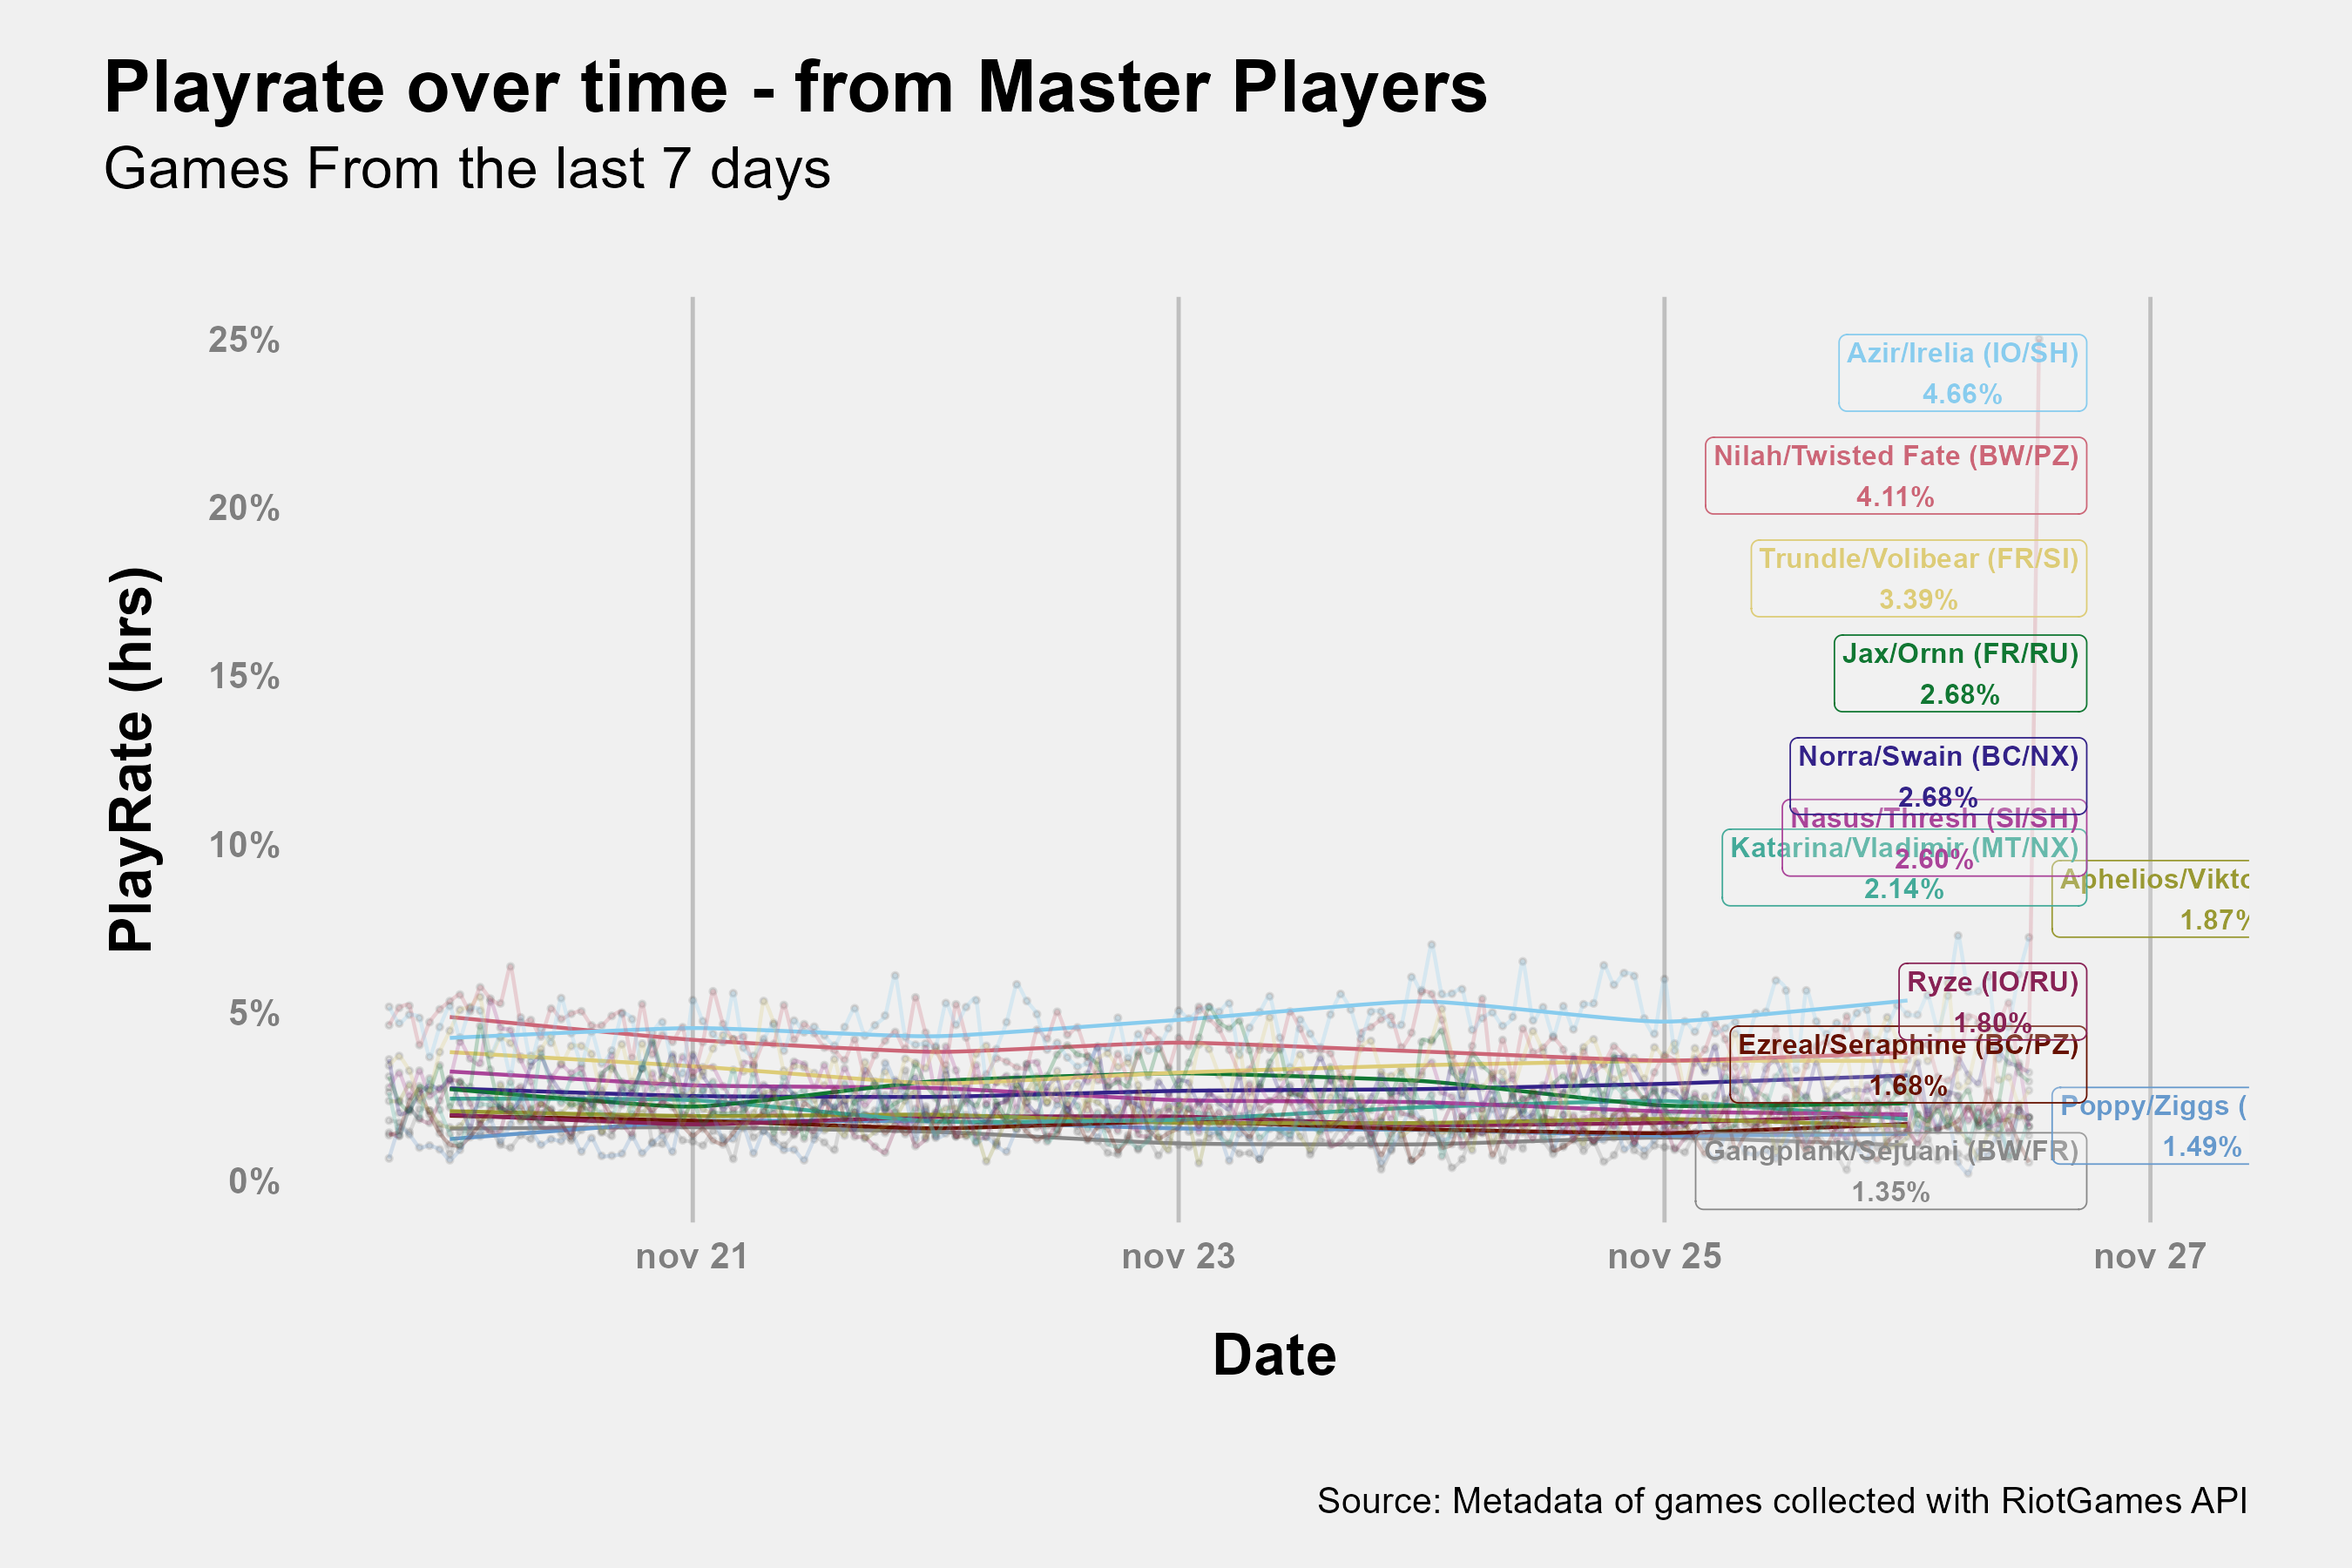 Playrate over time - from Master Players
Games From the last 7 days
PlayRate (hrs)
25%
20%
15%
10%
5%
0%
Azir/Irelia (IO/SH)
4.66%
Nilah/Twisted Fate (BW/PZ)
4.11%
Trundle/Volibear (FR/SI)
3.39%
Jax/Ornn (FR/RU)
2.68%
Norra/Swain (BC/NX)
2.68%
Nasus/Thresh (SI/SH)
2.60%
Katarina/Vladimir (MT/NX)
2.14%
Aphelios/Vikto
1.87%
Ryze (IO/RU)
1.80%
Ezreal/Seraphine (BC/PZ)
1.68%
Poppy/Ziggs (
1.49%
Gangplank/Sejuani (BW/FR)
1.35%
nov 21
nov 23
nov 25
nov 27
Date
Source: Metadata of games collected with RiotGames API